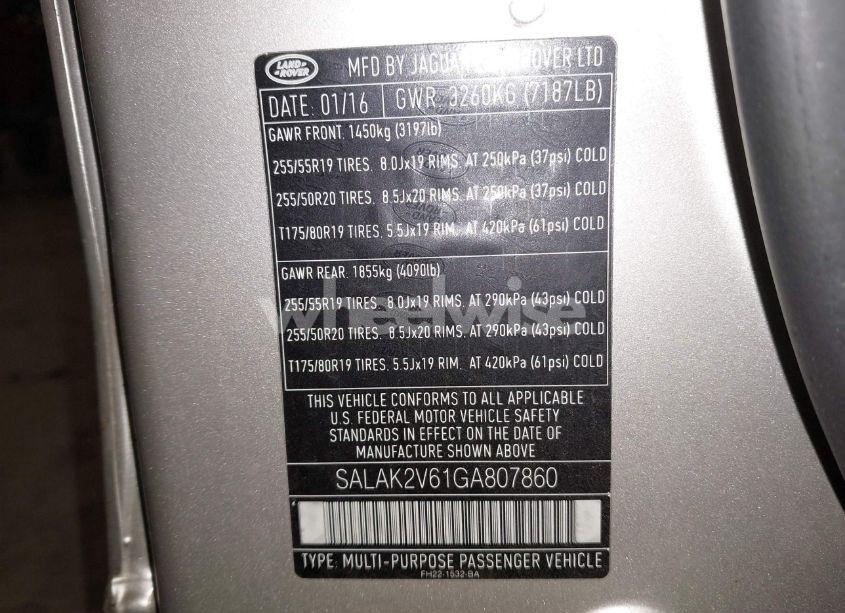 LAND ROVER
MFD BY JAGUAR ROVER LTD
DATE: 01/16 GWR 3260KG (7187LB)
GAWR FRONT. 1450kg (3197lb)
255/55R19 TIRES. 8.0Jx19 RIMS. AT 250kPa (37psi) COLD
255/50R20 TIRES. 8.5Jx20 RIMS. AT 250kPa (37psi) COLD
T175/80R19 TIRES. 5.5Jx19 RIM. AT 420kPa (61psi) COLD
GAWR REAR. 1855kg (4090lb)
255/55R19 TIRES. 8.0Jx19 RIMS. AT 290kPa (43psi) COLD
255/50R20 TIRES. 8.5Jx20 RIMS. AT 290kPa (43psi) COLD
T175/80R19 TIRES. 5.5Jx19 RIM. AT 420kPa (61psi) COLD
wheelwise
THIS VEHICLE CONFORMS TO ALL APPLICABLE
U.S. FEDERAL MOTOR VEHICLE SAFETY
STANDARDS IN EFFECT ON THE DATE OF
MANUFACTURE SHOWN ABOVE
SALAK2V61GA807860
TYPE: MULTI-PURPOSE PASSENGER VEHICLE
FH22-1532-BA